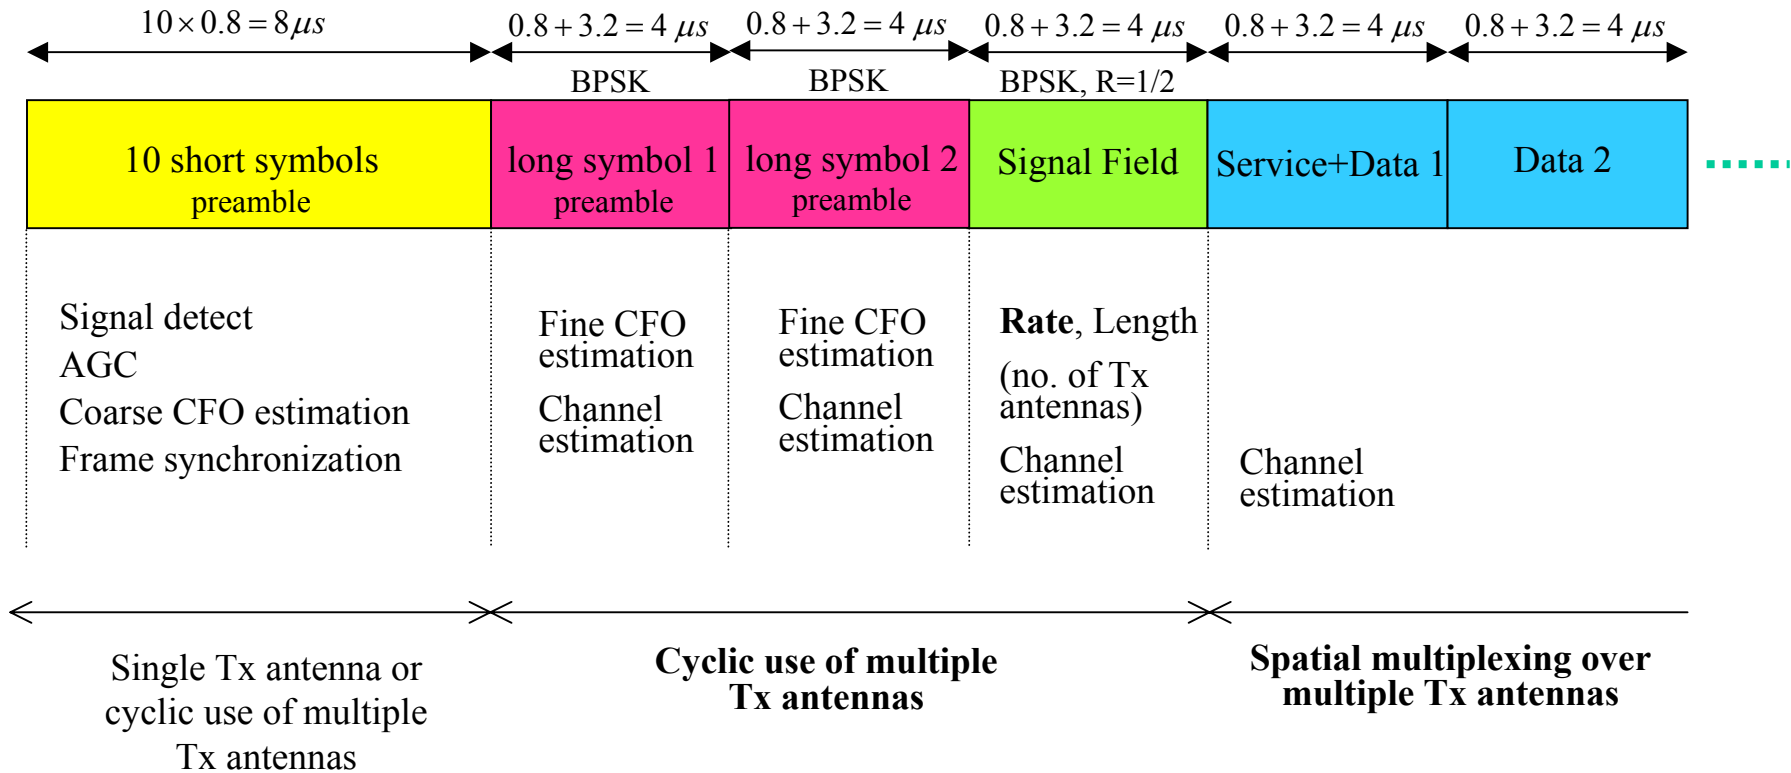 10 × 0.8 = 8 μs
0.8 + 3.2 = 4 μs
0.8 + 3.2 = 4 μs
0.8 + 3.2 = 4 μs
0.8 + 3.2 = 4 μs
0.8 + 3.2 = 4 μs
BPSK
BPSK
BPSK, R=1/2
10 short symbols
preamble
long symbol 1
preamble
long symbol 2
preamble
Signal Field
Service+Data 1
Data 2
Signal detect
AGC
Coarse CFO estimation
Frame synchronization
Fine CFO
estimation
Channel
estimation
Fine CFO
estimation
Channel
estimation
Rate, Length
(no. of Tx
antennas)
Channel
estimation
Channel
estimation
Single Tx antenna or
cyclic use of multiple
Tx antennas
Cyclic use of multiple
Tx antennas
Spatial multiplexing over
multiple Tx antennas